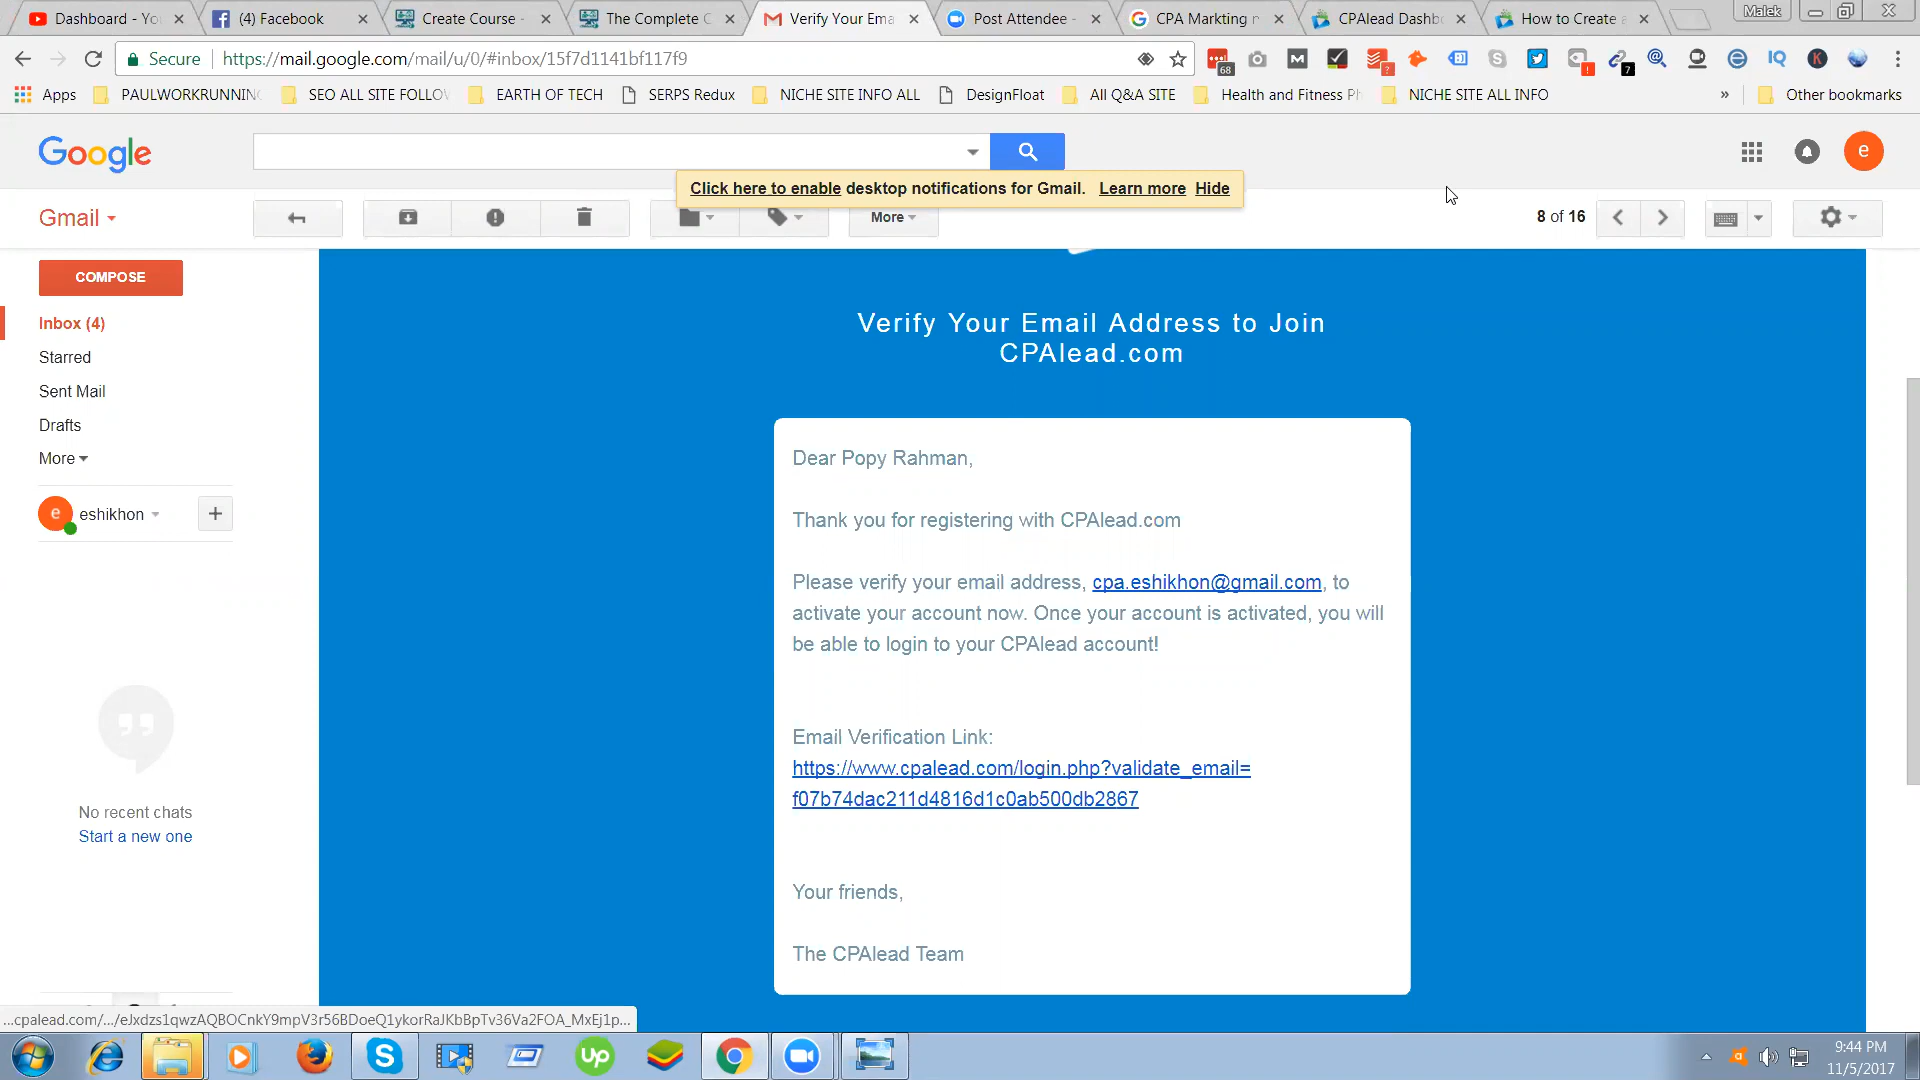 Dashboard - Yo
(4) Facebook
Create Course -
The Complete C
Verify Your Ema
Post Attendee -
CPA Markting n
CPAlead Dashb
How to Create a
Malek
Secure
https://mail.google.com/mail/u/0/#inbox/15f7d1141bf117f9
68
7
Apps
PAULWORKRUNNING
SEO ALL SITE FOLLOV
EARTH OF TECH
SERPS Redux
NICHE SITE INFO ALL
DesignFloat
All Q&A SITE
Health and Fitness Ph
NICHE SITE ALL INFO
»
Other bookmarks
Google
e
Click here to enable desktop notifications for Gmail. Learn more Hide
Gmail
More
8 of 16
COMPOSE
Inbox (4)
Starred
Sent Mail
Drafts
More
e eshikhon
+
No recent chats
Start a new one
Verify Your Email Address to Join
CPAlead.com
Dear Popy Rahman,
Thank you for registering with CPAlead.com
Please verify your email address, cpa.eshikhon@gmail.com, to
activate your account now. Once your account is activated, you will
be able to login to your CPAlead account!
Email Verification Link:
https://www.cpalead.com/login.php?validate_email=
f07b74dac211d4816d1c0ab500db2867
Your friends,
The CPAlead Team
9:44 PM
11/5/2017